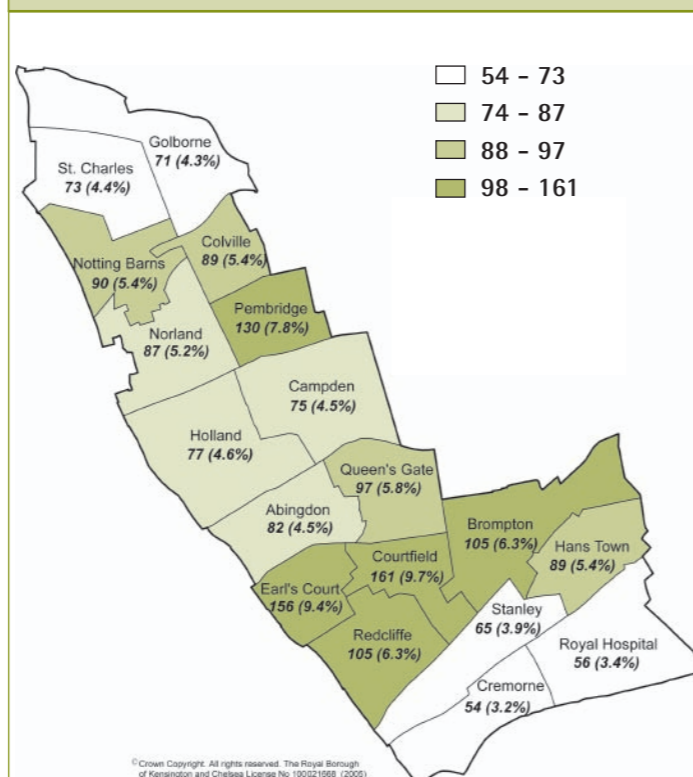 54 - 73
74 - 87
88 - 97
98 - 161
Golborne
71 (4.3%)
St. Charles
73 (4.4%)
Colville
89 (5.4%)
Notting Barns
90 (5.4%)
Pembridge
130 (7.8%)
Norland
87 (5.2%)
Campden
75 (4.5%)
Holland
77 (4.6%)
Queen's Gate
97 (5.8%)
Abingdon
82 (4.5%)
Brompton
105 (6.3%)
Hans Town
89 (5.4%)
Courtfield
161 (9.7%)
Earl's Court
156 (9.4%)
Stanley
65 (3.9%)
Redcliffe
105 (6.3%)
Royal Hospital
56 (3.4%)
Cremorne
54 (3.2%)
© Crown Copyright. All rights reserved. The Royal Borough
of Kensington and Chelsea License No 100021668 (2005)